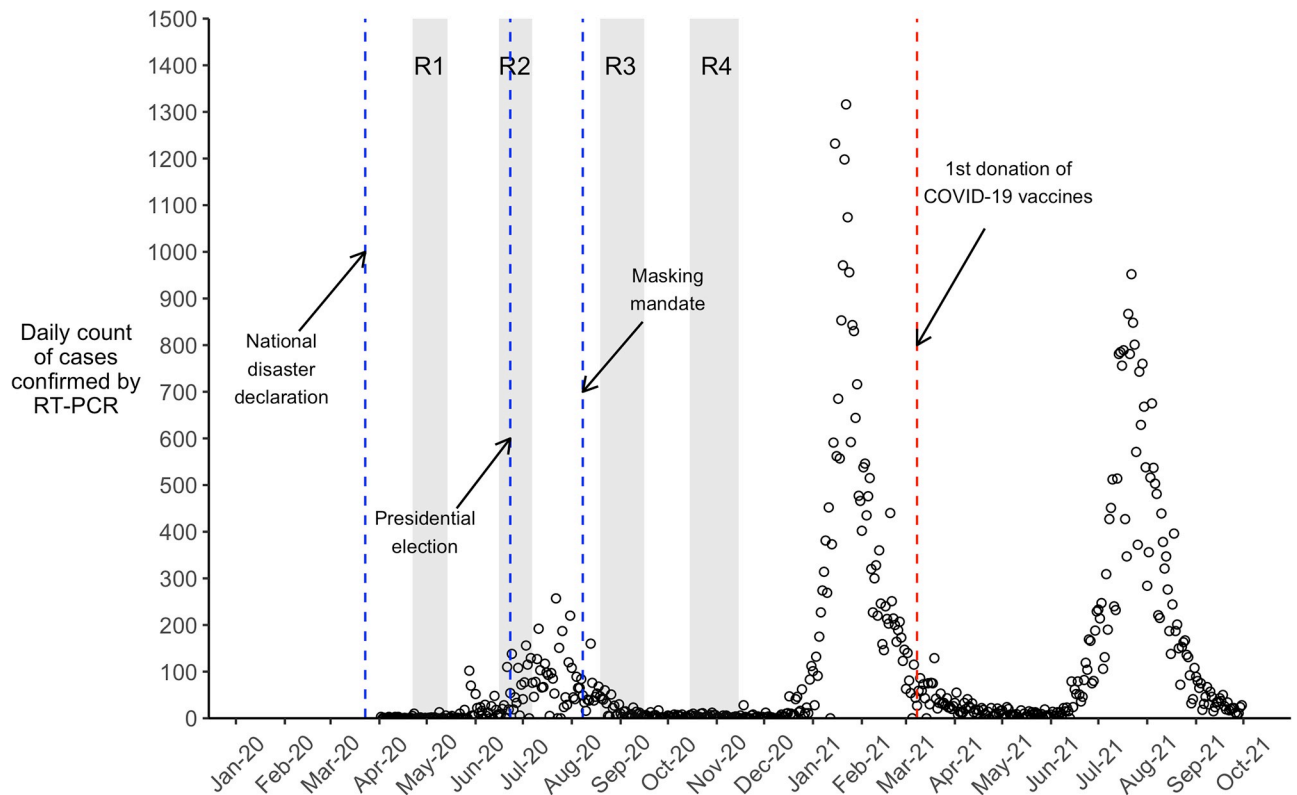 1500
1400
1300
1200
1100
1000
900
800
700
600
500
400
300
200
100
0
Daily count
of cases
confirmed by
RT-PCR
R1
R2
R3
R4
National
disaster
declaration
Presidential
election
Masking
mandate
1st donation of
COVID-19 vaccines
Jan-20
Feb-20
Mar-20
Apr-20
May-20
Jun-20
Jul-20
Aug-20
Sep-20
Oct-20
Nov-20
Dec-20
Jan-21
Feb-21
Mar-21
Apr-21
May-21
Jun-21
Jul-21
Aug-21
Sep-21
Oct-21